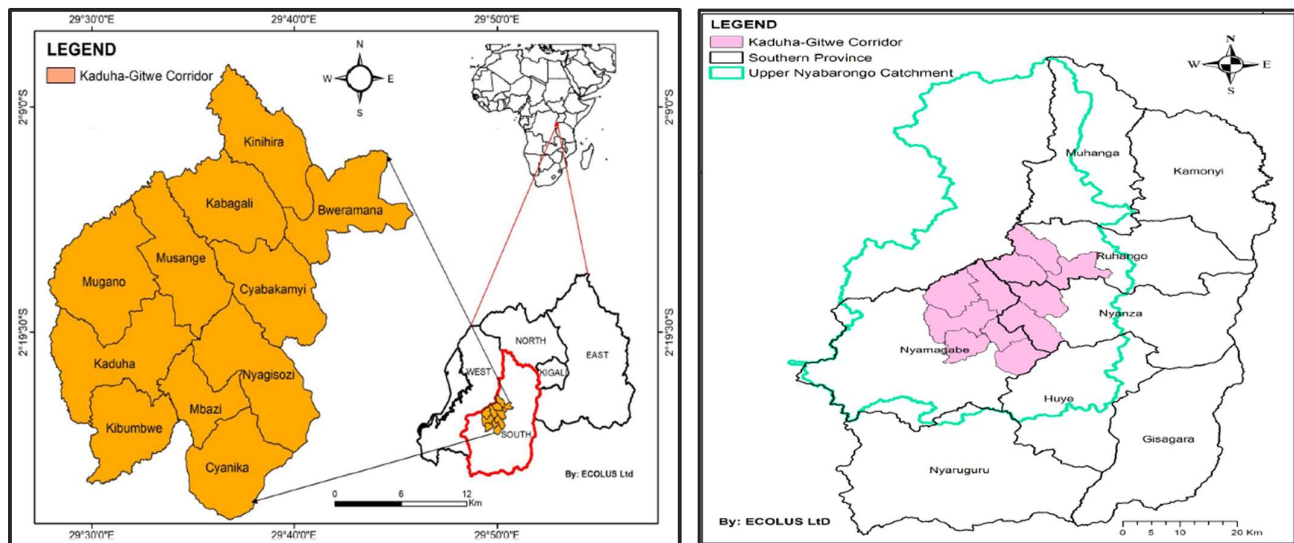 29°30'0"E 29°40'0"E 29°50'0"E
LEGEND
Kaduha-Gitwe Corridor
N
W E
S
2°9'0"S
2°9'0"S
Kinihira
Kabagali
Bweramana
Musange
Mugano
Cyabakamyi
2°19'30"S
2°19'30"S
Kaduha
Nyagisozi
Mbazi
Kibumbwe
Cyanika
NORTH
EAST
WEST
KIGALI
SOUTH
By: ECOLUS Ltd
0 6 12
Km
29°30'0"E 29°40'0"E 29°50'0"E
LEGEND
Kaduha-Gitwe Corridor
Southern Province
Upper Nyabarongo Catchment
N
W E
S
Muhanga
Kamonyi
Ruhango
Nyanza
Nyamagabe
Huye
Gisagara
Nyaruguru
By: ECOLUS LtD
0 5 10 20 Km